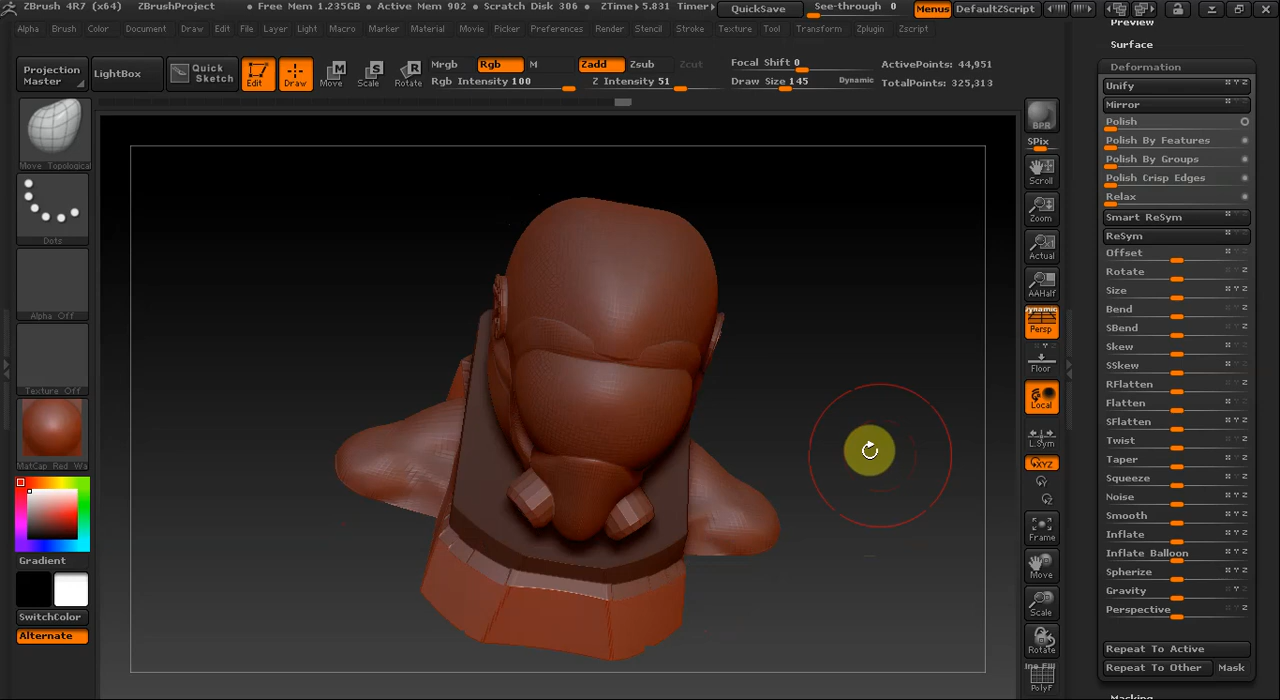 ZBrush 4R7 (x64) ZBrushProject • Free Mem 1.235GB • Active Mem 902 • Scratch Disk 306 • ZTime▸5.831 Timer▸ QuickSave See-through 0 Menus DefaultZScript
Alpha Brush Color Document Draw Edit File Layer Light Macro Marker Material Movie Picker Preferences Render Stencil Stroke Texture Tool Transform Zplugin Zscript
Projection Master
LightBox
Quick Sketch
Edit
Draw
Move
Scale
Rotate
Mrgb Rgb M
Rgb Intensity 100
Zadd Zsub Zcut
Z Intensity 51
Focal Shift 0
Draw Size 145 Dynamic
ActivePoints: 44,951
TotalPoints: 325,313
Move Topological
Dots
Alpha Off
Texture Off
MatCap Red Wa
Gradient
SwitchColor
Alternate
BPR
SPix
Scroll
Zoom
Actual
AAHalf
Dynamic
Persp
Floor
Local
L.Sym
XYZ
Frame
Move
Scale
Rotate
Line Fill
PolyF
Preview
Surface
Deformation
Unify
Mirror
Polish
Polish By Features
Polish By Groups
Polish Crisp Edges
Relax
Smart ReSym
ReSym
Offset
Rotate
Size
Bend
SBend
Skew
SSkew
RFlatten
Flatten
SFlatten
Twist
Taper
Squeeze
Noise
Smooth
Inflate
Inflate Balloon
Spherize
Gravity
Perspective
Repeat To Active
Repeat To Other Mask
Masking